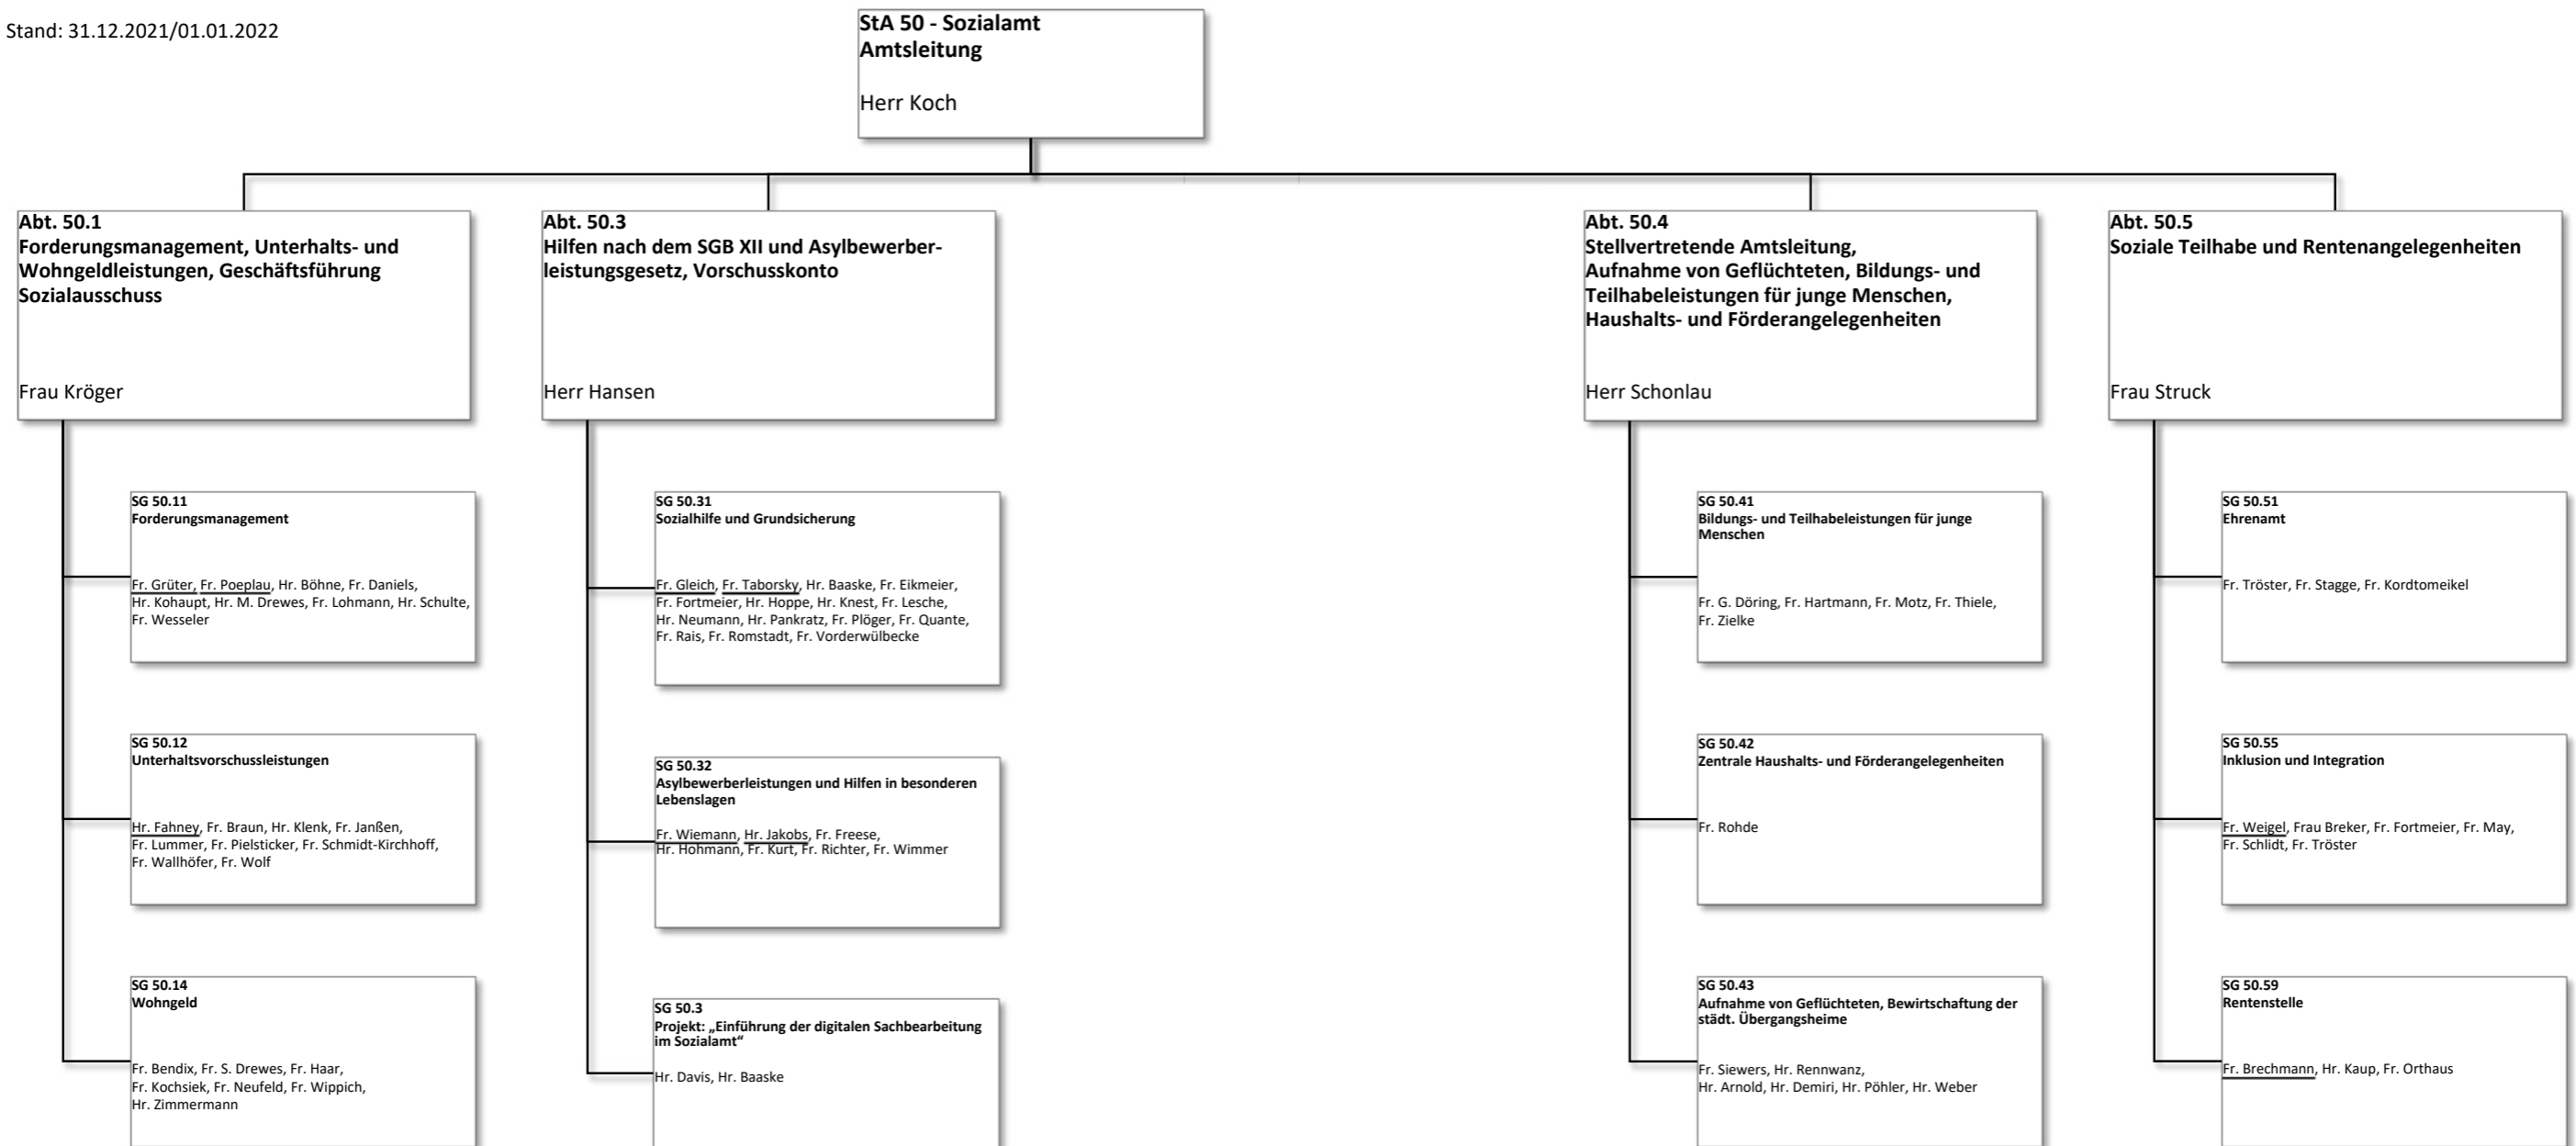 Stand: 31.12.2021/01.01.2022
StA 50 - Sozialamt
Amtsleitung
Herr Koch
Abt. 50.1
Forderungsmanagement, Unterhalts- und
Wohngeldleistungen, Geschäftsführung
Sozialausschuss
Frau Kröger
Abt. 50.3
Hilfen nach dem SGB XII und Asylbewerber-
leistungsgesetz, Vorschusskonto
Herr Hansen
Abt. 50.4
Stellvertretende Amtsleitung,
Aufnahme von Geflüchteten, Bildungs- und
Teilhabeleistungen für junge Menschen,
Haushalts- und Förderangelegenheiten
Herr Schonlau
Abt. 50.5
Soziale Teilhabe und Rentenangelegenheiten
Frau Struck
SG 50.11
Forderungsmanagement
Fr. Grüter, Fr. Poeplau, Hr. Böhne, Fr. Daniels,
Hr. Kohaupt, Hr. M. Drewes, Fr. Lohmann, Hr. Schulte,
Fr. Wesseler
SG 50.12
Unterhaltsvorschussleistungen
Hr. Fahney, Fr. Braun, Hr. Klenk, Fr. Janßen,
Fr. Lummer, Fr. Pielsticker, Fr. Schmidt-Kirchhoff,
Fr. Wallhöfer, Fr. Wolf
SG 50.14
Wohngeld
Fr. Bendix, Fr. S. Drewes, Fr. Haar,
Fr. Kochsiek, Fr. Neufeld, Fr. Wippich,
Hr. Zimmermann
SG 50.31
Sozialhilfe und Grundsicherung
Fr. Gleich, Fr. Taborsky, Hr. Baaske, Fr. Eikmeier,
Fr. Fortmeier, Hr. Hoppe, Hr. Knest, Fr. Lesche,
Hr. Neumann, Hr. Pankratz, Fr. Plöger, Fr. Quante,
Fr. Rais, Fr. Romstadt, Fr. Vorderwülbecke
SG 50.32
Asylbewerberleistungen und Hilfen in besonderen
Lebenslagen
Fr. Wiemann, Hr. Jakobs, Fr. Freese,
Hr. Hohmann, Fr. Kurt, Fr. Richter, Fr. Wimmer
SG 50.3
Projekt: „Einführung der digitalen Sachbearbeitung
im Sozialamt“
Hr. Davis, Hr. Baaske
SG 50.41
Bildungs- und Teilhabeleistungen für junge
Menschen
Fr. G. Döring, Fr. Hartmann, Fr. Motz, Fr. Thiele,
Fr. Zielke
SG 50.42
Zentrale Haushalts- und Förderangelegenheiten
Fr. Rohde
SG 50.43
Aufnahme von Geflüchteten, Bewirtschaftung der
städt. Übergangsheime
Fr. Siewers, Hr. Rennwanz,
Hr. Arnold, Hr. Demiri, Hr. Pöhler, Hr. Weber
SG 50.51
Ehrenamt
Fr. Tröster, Fr. Stagge, Fr. Kordtomeikel
SG 50.55
Inklusion und Integration
Fr. Weigel, Frau Breker, Fr. Fortmeier, Fr. May,
Fr. Schlidt, Fr. Tröster
SG 50.59
Rentenstelle
Fr. Brechmann, Hr. Kaup, Fr. Orthaus